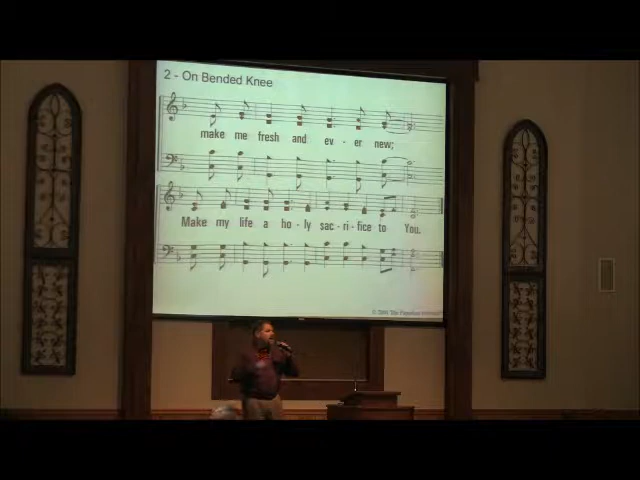 2 - On Bended Knee
make me fresh and ev - er new;
Make my life a ho - ly sac - ri - fice to You.